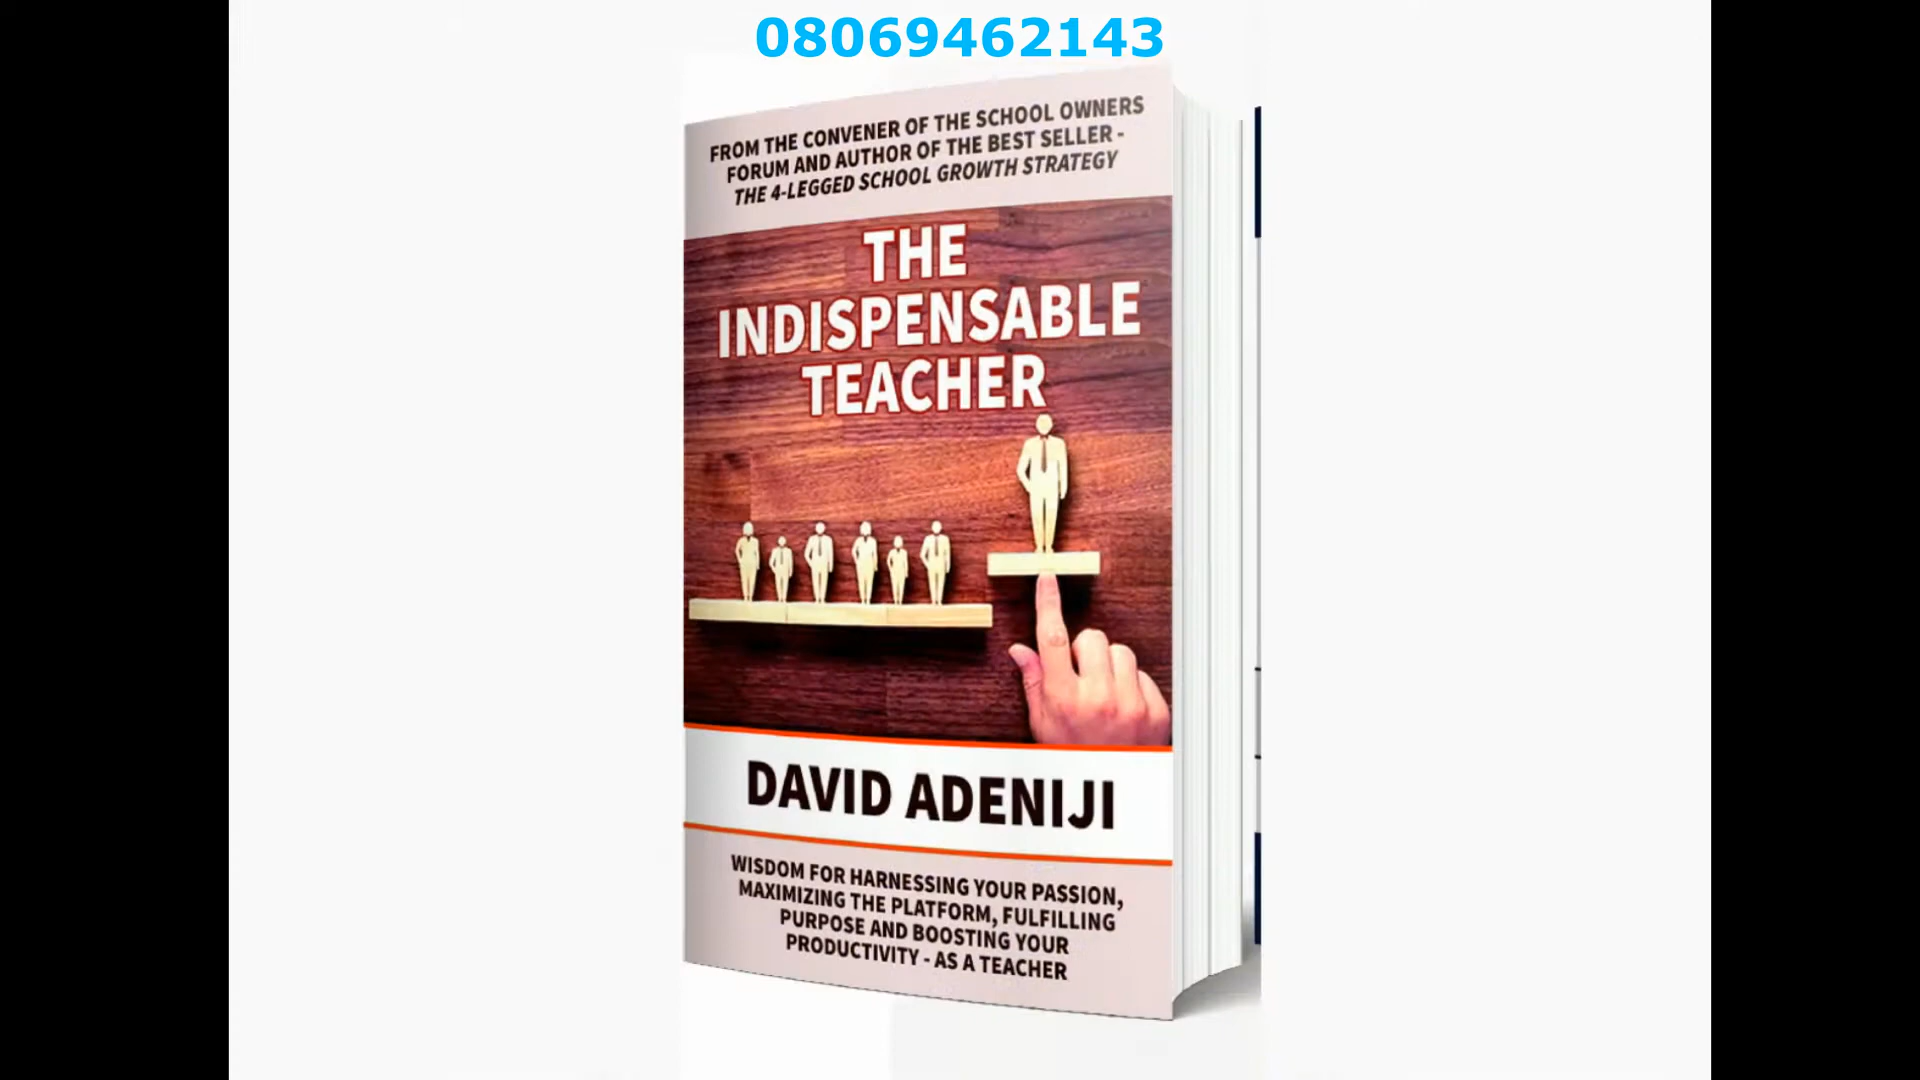 08069462143
FROM THE CONVENER OF THE SCHOOL OWNERS
FORUM AND AUTHOR OF THE BEST SELLER -
THE 4-LEGGED SCHOOL GROWTH STRATEGY
THE
INDISPENSABLE
TEACHER
DAVID ADENIJI
WISDOM FOR HARNESSING YOUR PASSION,
MAXIMIZING THE PLATFORM, FULFILLING
PURPOSE AND BOOSTING YOUR
PRODUCTIVITY - AS A TEACHER